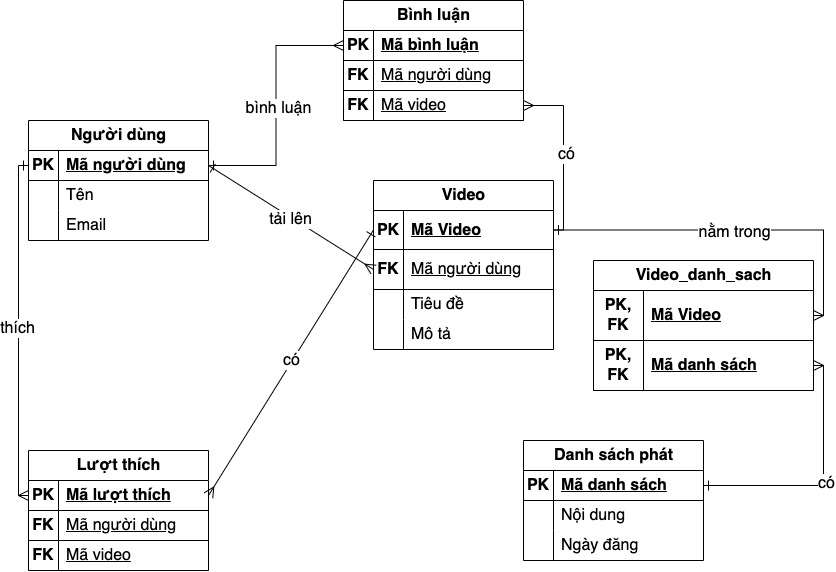 Bình luận
PK Mã bình luận
FK Mã người dùng
FK Mã video
bình luận
có
Người dùng
PK Mã người dùng
Tên
Email
tải lên
Video
PK Mã Video
FK Mã người dùng
Tiêu đề
Mô tả
nằm trong
Video_danh_sach
PK, FK Mã Video
PK, FK Mã danh sách
thích
có
Lượt thích
PK Mã lượt thích
FK Mã người dùng
FK Mã video
Danh sách phát
PK Mã danh sách
Nội dung
Ngày đăng
có